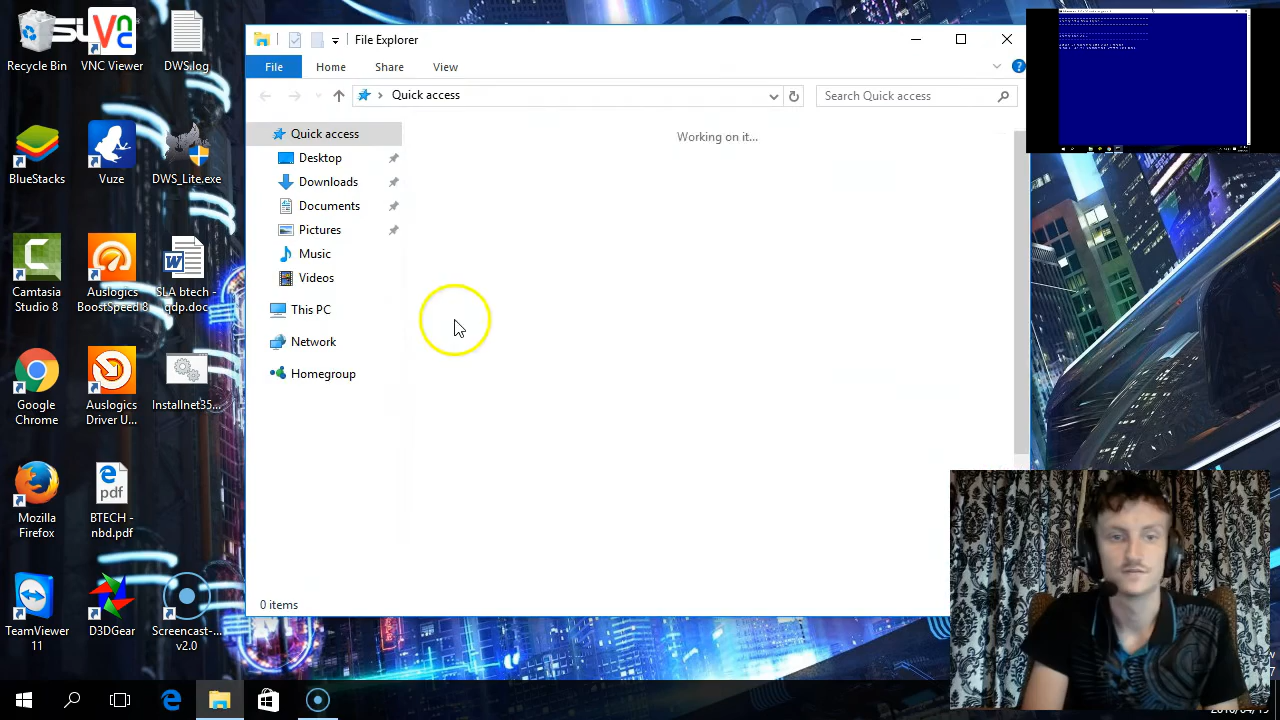 Recycle Bin
VNC Viewer
DWS.log
BlueStacks
Vuze
DWS_Lite.exe
Camtasia
Studio 8
Auslogics
BoostSpeed 8
SLA btech -
Google
Chrome
Auslogics
Driver U...
Installnet35...
Mozilla
Firefox
pdf
BTECH -
nbd.pdf
TeamViewer
11
D3DGear
Screencast-...
v2.0
File Explorer
File
Home
Share
View
Quick access
Search Quick access
Quick access
Desktop
Downloads
Documents
Pictures
Music
Videos
This PC
Network
Homegroup
Working on it...
0 items